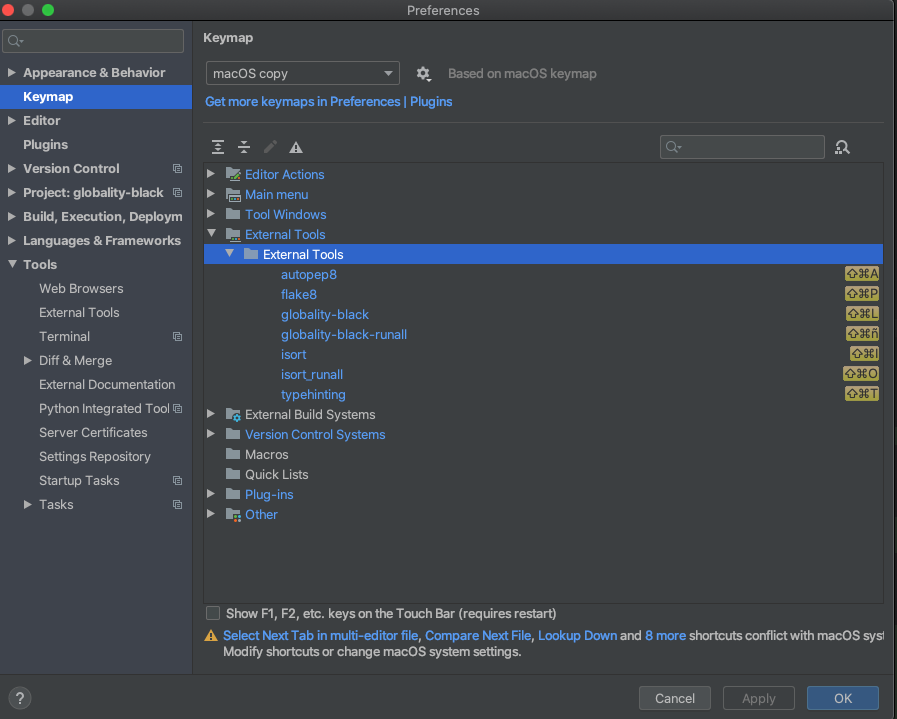 Preferences
Appearance & Behavior
Keymap
Editor
Plugins
Version Control
Project: globality-black
Build, Execution, Deploym
Languages & Frameworks
Tools
Web Browsers
External Tools
Terminal
Diff & Merge
External Documentation
Python Integrated Tool
Server Certificates
Settings Repository
Startup Tasks
Tasks
Keymap
macOS copy
Based on macOS keymap
Get more keymaps in Preferences | Plugins
Editor Actions
Main menu
Tool Windows
External Tools
External Tools
autopep8 ⇧⌘A
flake8 ⇧⌘P
globality-black ⇧⌘L
globality-black-runall ⇧⌘ñ
isort ⇧⌘I
isort_runall ⇧⌘O
typehinting ⇧⌘T
External Build Systems
Version Control Systems
Macros
Quick Lists
Plug-ins
Other
Show F1, F2, etc. keys on the Touch Bar (requires restart)
Select Next Tab in multi-editor file, Compare Next File, Lookup Down and 8 more shortcuts conflict with macOS syst
Modify shortcuts or change macOS system settings.
?
Cancel
Apply
OK